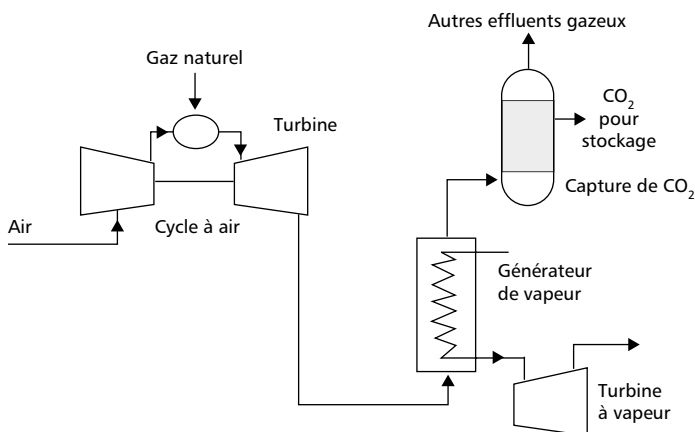 Autres effluents gazeux
Gaz naturel
Turbine
CO2
pour
stockage
Capture de CO2
Air
Cycle à air
Générateur
de vapeur
Turbine
à vapeur